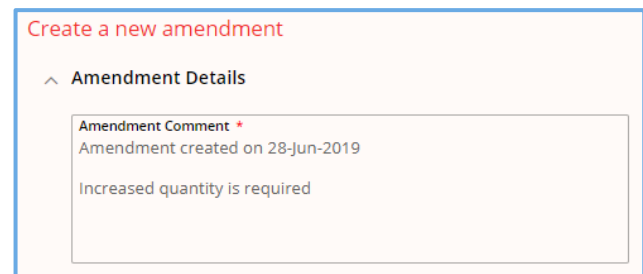 Create a new amendment
Amendment Details
Amendment Comment *
Amendment created on 28-Jun-2019
Increased quantity is required